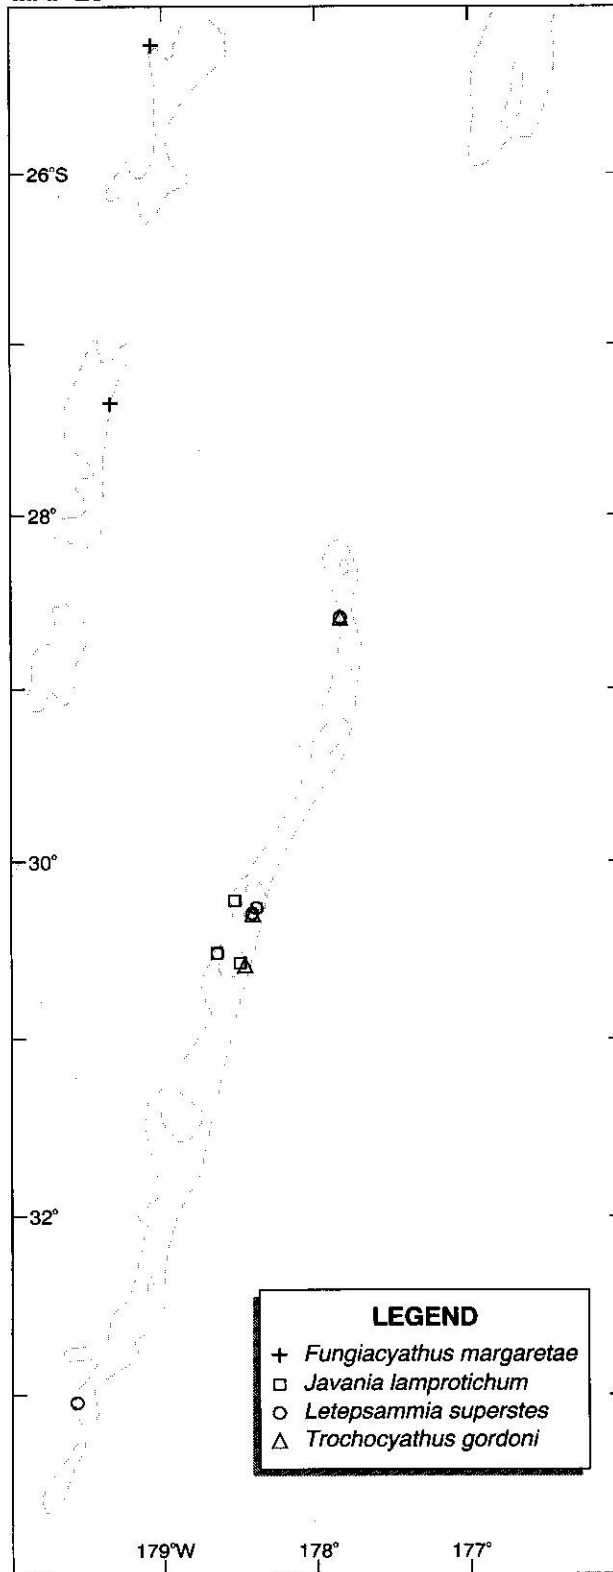 26°S
28°
30°
32°
LEGEND
Fungiacyathus margaretae
Javania lamprotichum
Letepsammia superstes
Trochocyathus gordoni
179°W 178° 177°